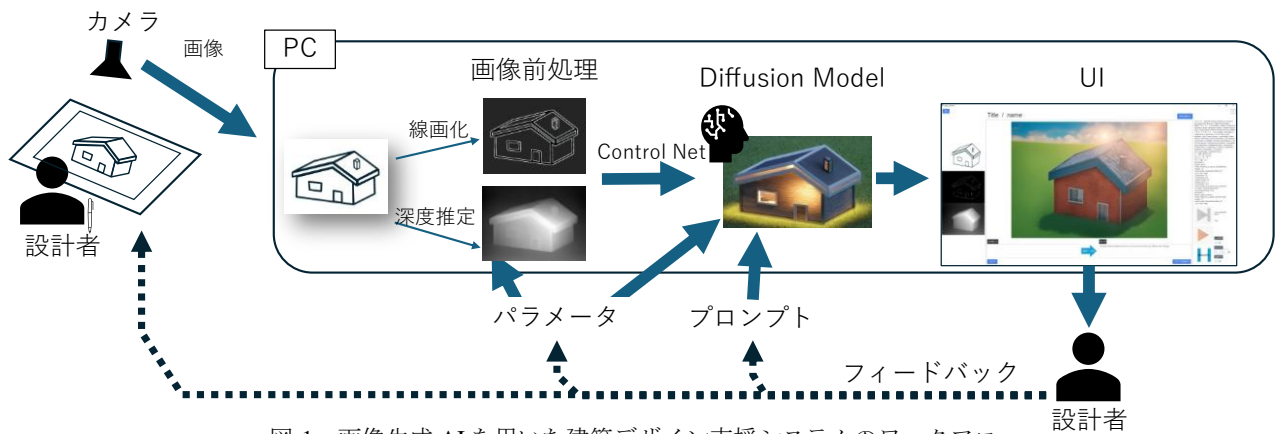 カメラ
画像
PC
画像前処理
Diffusion Model
UI
線画化
Control Net
深度推定
Title / name
設計者
パラメータ
プロンプト
フィードバック
設計者